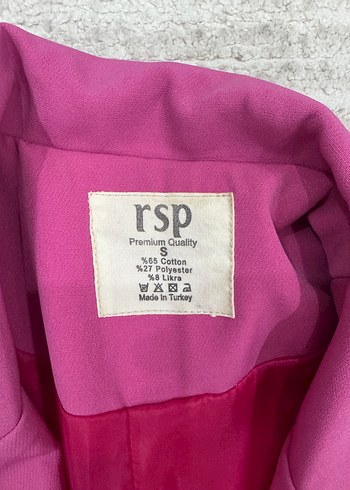 rsp
Premium Quality
S
%65 Cotton
%27 Polyester
%8 Likra
Made in Turkey